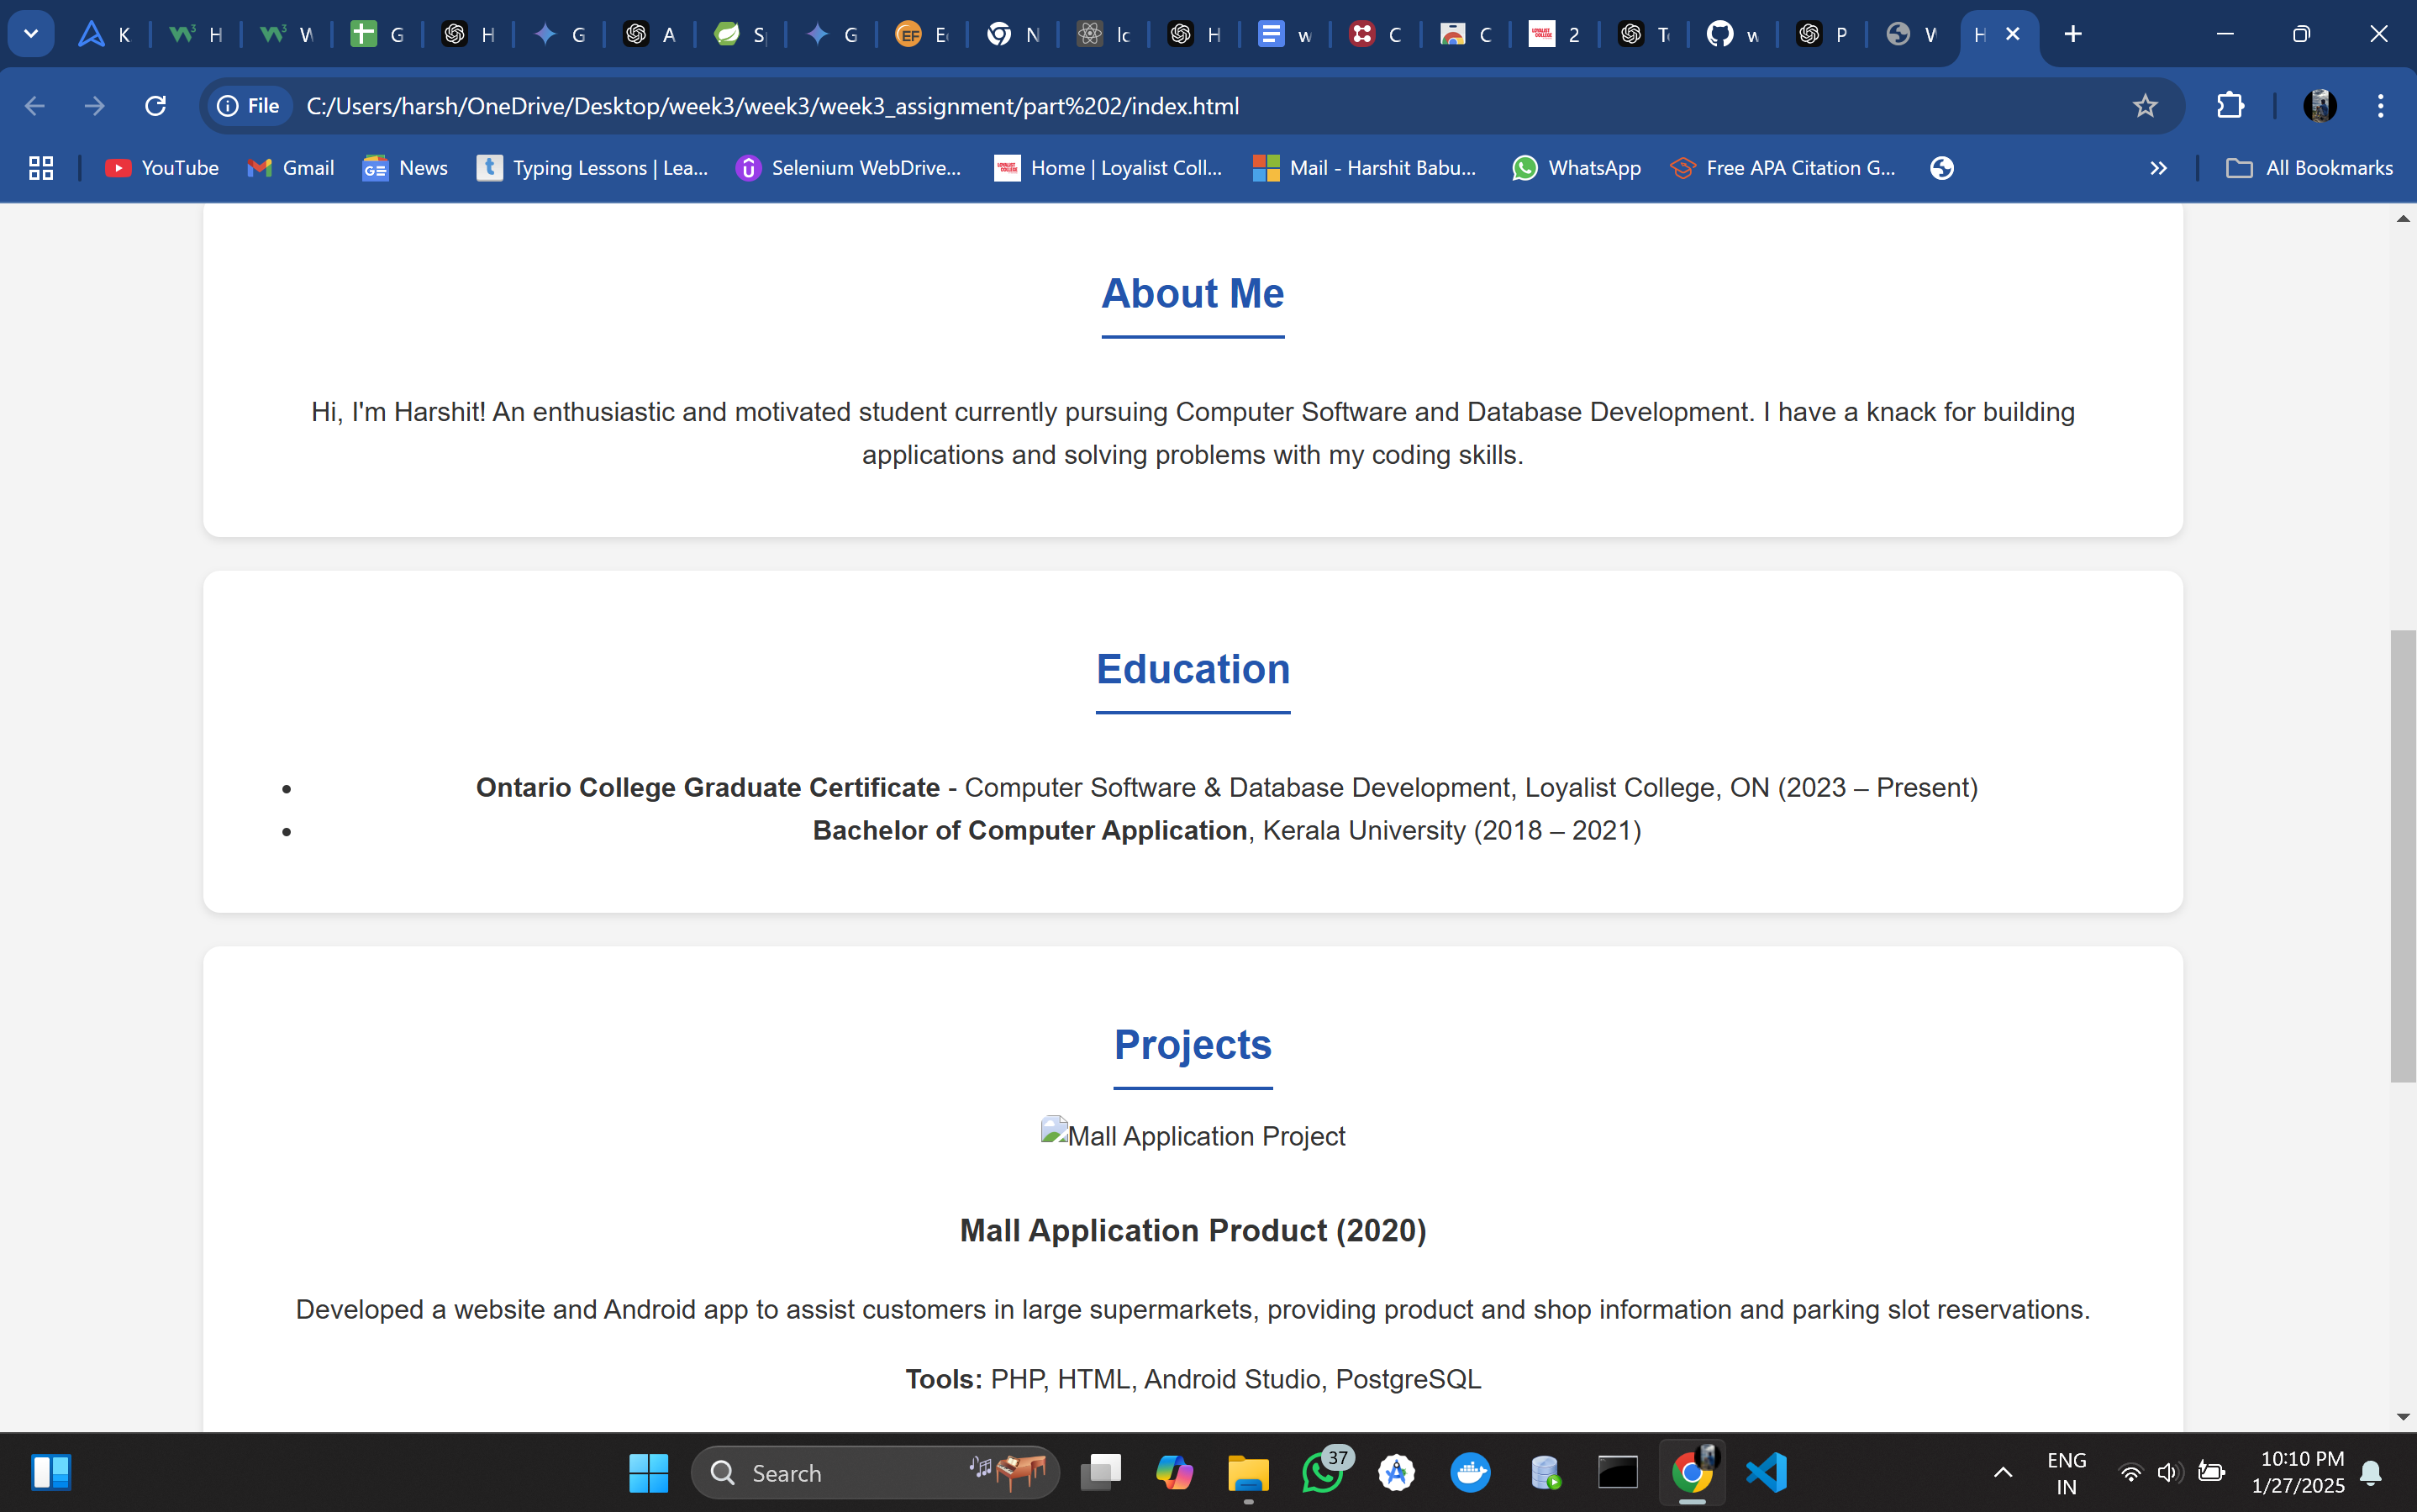 K
H
W
G
H
G
A
S
G
E
N
Ic
H
w
C
C
2
T
w
P
W
H
File
C:/Users/harsh/OneDrive/Desktop/week3/week3/week3_assignment/part%202/index.html
YouTube
Gmail
News
Typing Lessons | Lea...
Selenium WebDrive...
Home | Loyalist Coll...
Mail - Harshit Babu...
WhatsApp
Free APA Citation G...
All Bookmarks
About Me
Hi, I'm Harshit! An enthusiastic and motivated student currently pursuing Computer Software and Database Development. I have a knack for building
applications and solving problems with my coding skills.
Education
• Ontario College Graduate Certificate - Computer Software & Database Development, Loyalist College, ON (2023 – Present)
• Bachelor of Computer Application, Kerala University (2018 – 2021)
Projects
Mall Application Project
Mall Application Product (2020)
Developed a website and Android app to assist customers in large supermarkets, providing product and shop information and parking slot reservations.
Tools: PHP, HTML, Android Studio, PostgreSQL
Search
37
ENG
IN
10:10 PM
1/27/2025